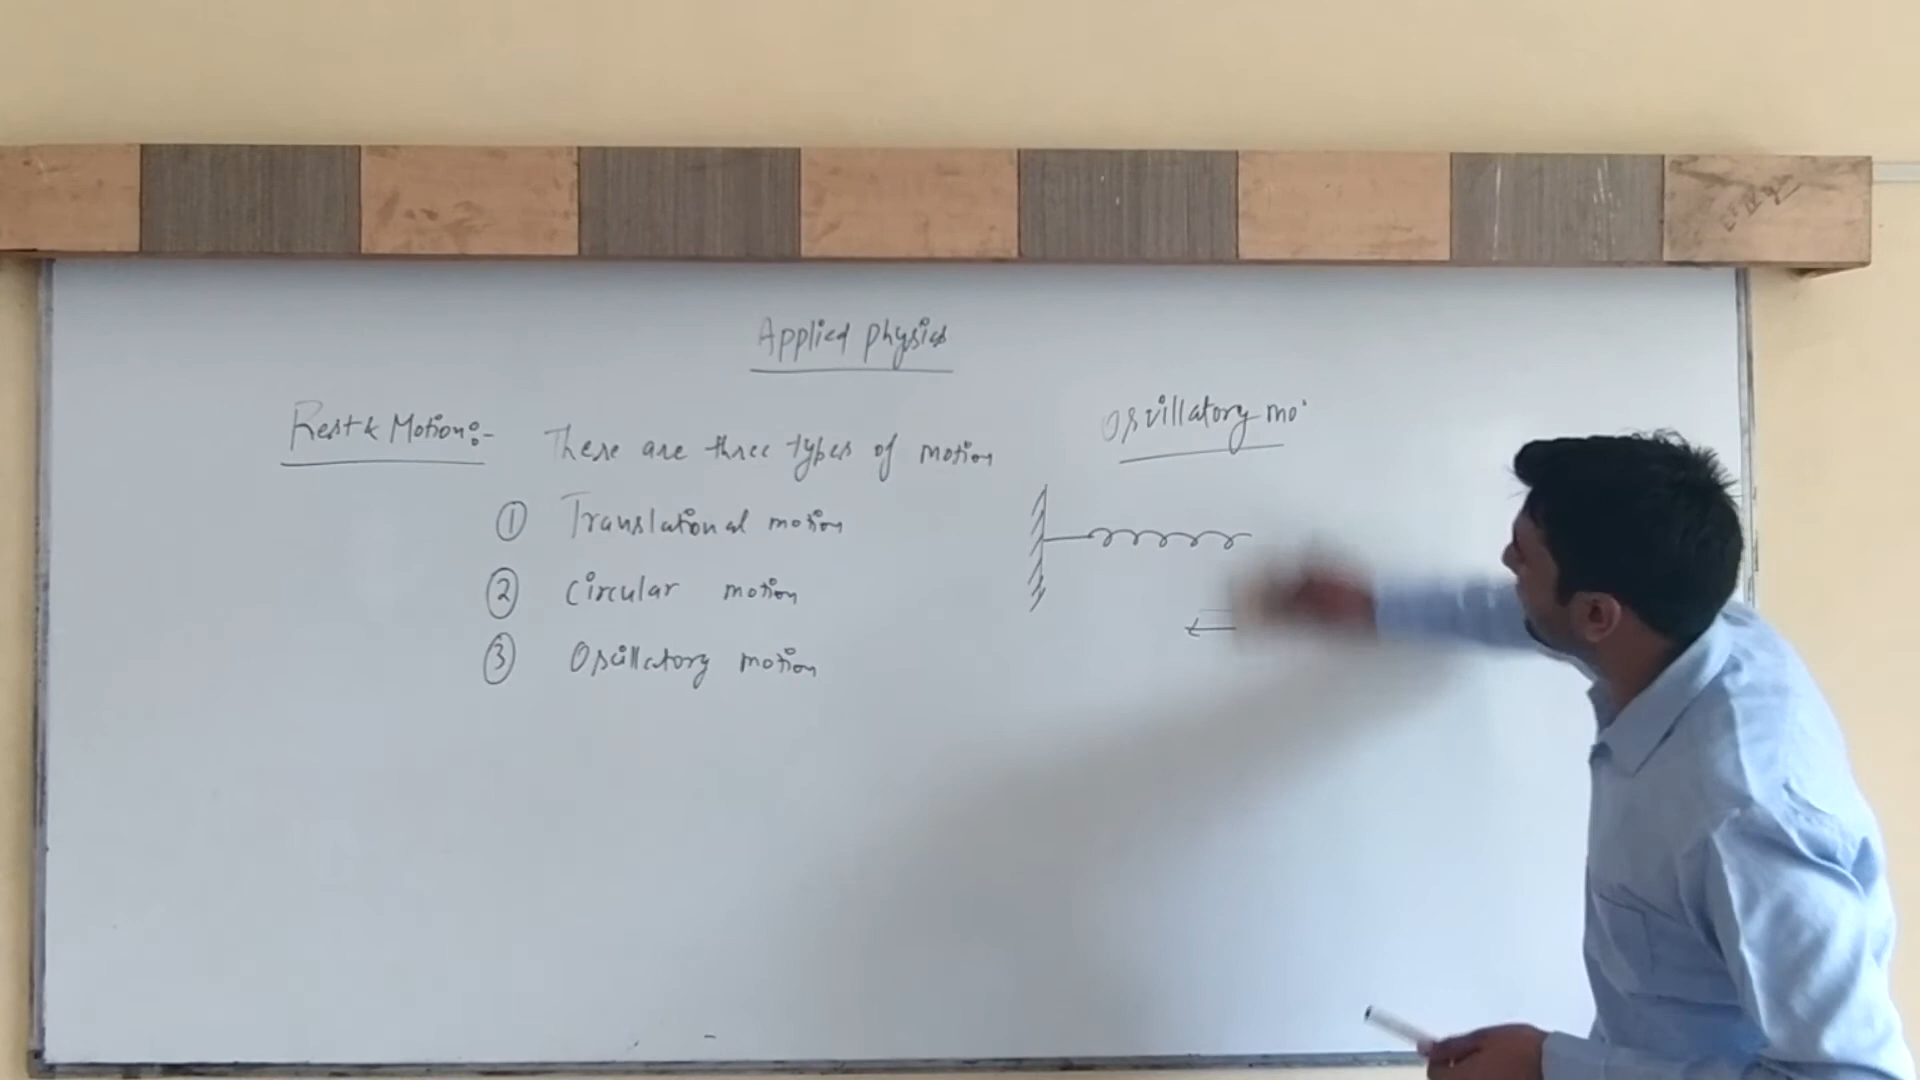 Applied Physics
Rest & Motion:-
There are three types of motion
① Translational motion
② Circular motion
③ Oscillatory motion
Oscillatory mo